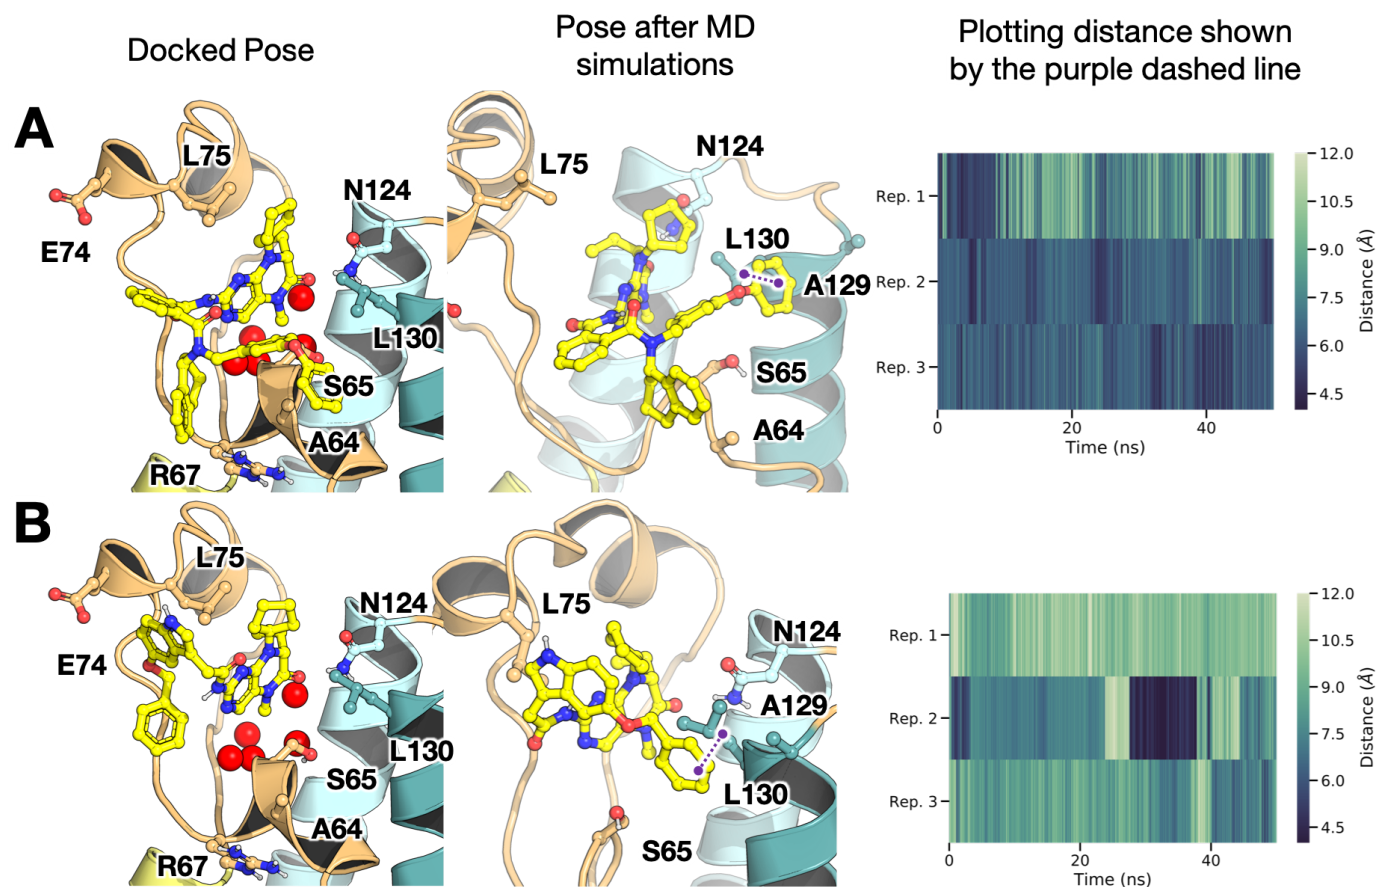 Docked Pose
Pose after MD
simulations
Plotting distance shown
by the purple dashed line
A
L75
N124
E74
L130
S65
A64
R67
L75
N124
L130
A129
S65
A64
Rep. 1
Rep. 2
Rep. 3
0
20
40
Time (ns)
12.0
10.5
9.0
7.5
6.0
4.5
Distance (Å)
B
L75
N124
E74
L130
S65
A64
R67
L75
N124
A129
L130
S65
Rep. 1
Rep. 2
Rep. 3
0
20
40
Time (ns)
12.0
10.5
9.0
7.5
6.0
4.5
Distance (Å)